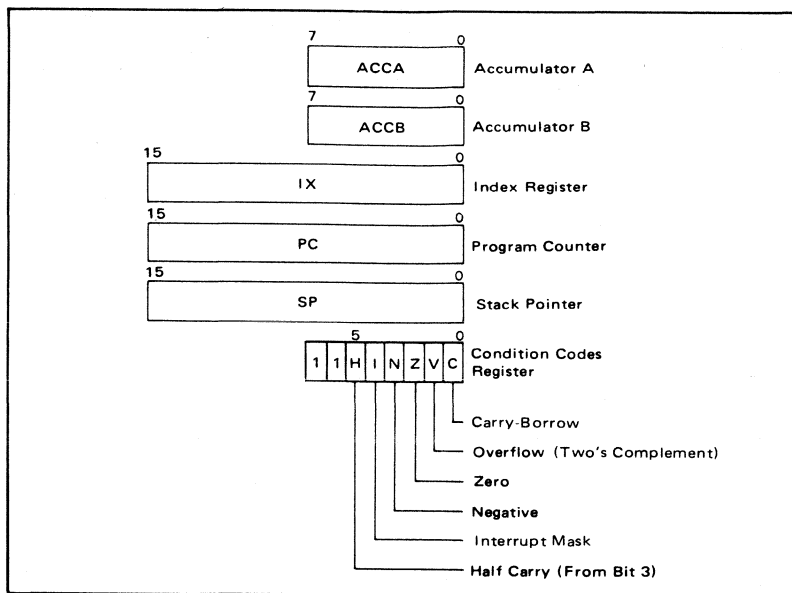 7 0
ACCA Accumulator A
7 0
ACCB Accumulator B
15 0
IX Index Register
15 0
PC Program Counter
15 0
SP Stack Pointer
5 0
1 1 H I N Z V C Condition Codes
Register
Carry-Borrow
Overflow (Two's Complement)
Zero
Negative
Interrupt Mask
Half Carry (From Bit 3)